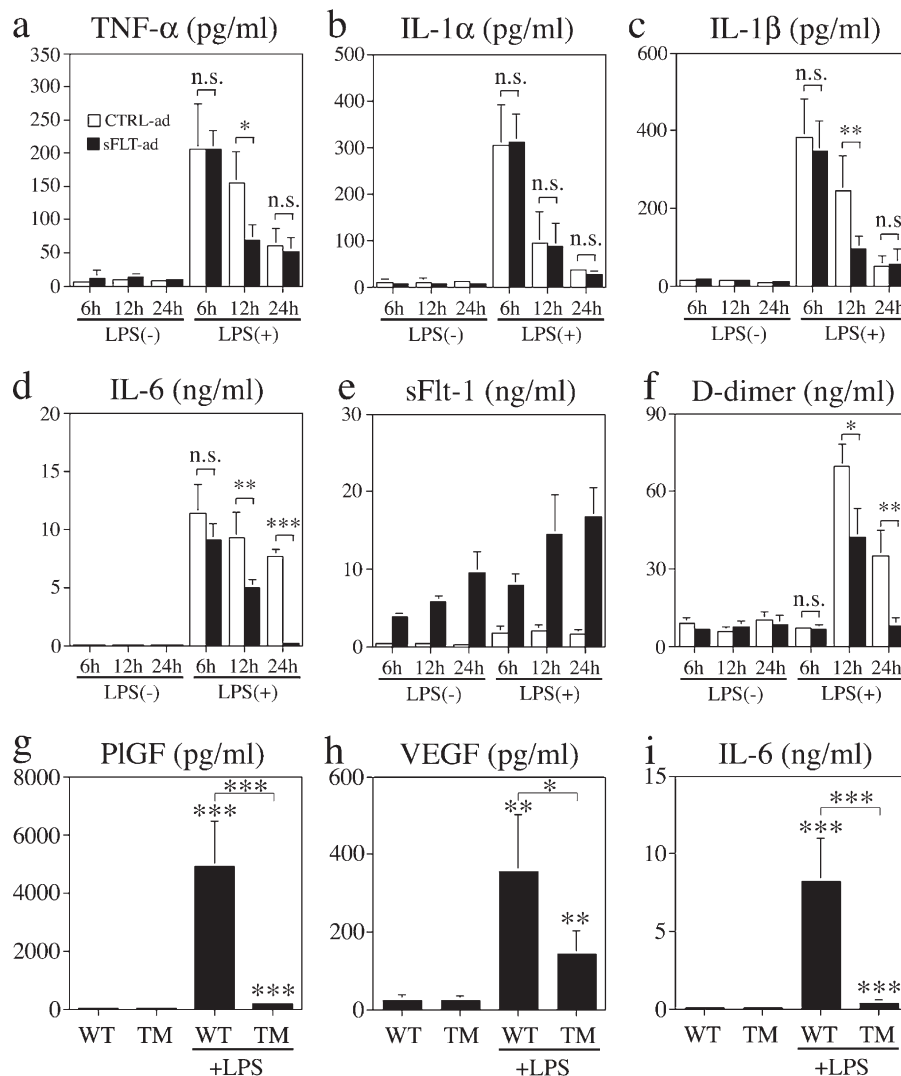 a TNF-α (pg/ml)
350
300
250
200
150
100
50
0
CTRL-ad
sFLT-ad
n.s.
*
n.s.
6h 12h 24h 6h 12h 24h
LPS(-) LPS(+)
b IL-1α (pg/ml)
500
400
300
200
100
0
n.s.
n.s.
n.s.
6h 12h 24h 6h 12h 24h
LPS(-) LPS(+)
c IL-1β (pg/ml)
600
400
200
0
n.s.
**
n.s
6h 12h 24h 6h 12h 24h
LPS(-) LPS(+)
d IL-6 (ng/ml)
20
15
10
5
0
n.s.
**
***
6h 12h 24h 6h 12h 24h
LPS(-) LPS(+)
e sFlt-1 (ng/ml)
30
20
10
0
6h 12h 24h 6h 12h 24h
LPS(-) LPS(+)
f D-dimer (ng/ml)
90
60
30
0
n.s.
*
**
6h 12h 24h 6h 12h 24h
LPS(-) LPS(+)
g PlGF (pg/ml)
8000
6000
4000
2000
0
***
***
***
WT TM WT TM
+LPS
h VEGF (pg/ml)
600
400
200
0
*
**
**
WT TM WT TM
+LPS
i IL-6 (ng/ml)
15
10
5
0
***
***
***
WT TM WT TM
+LPS